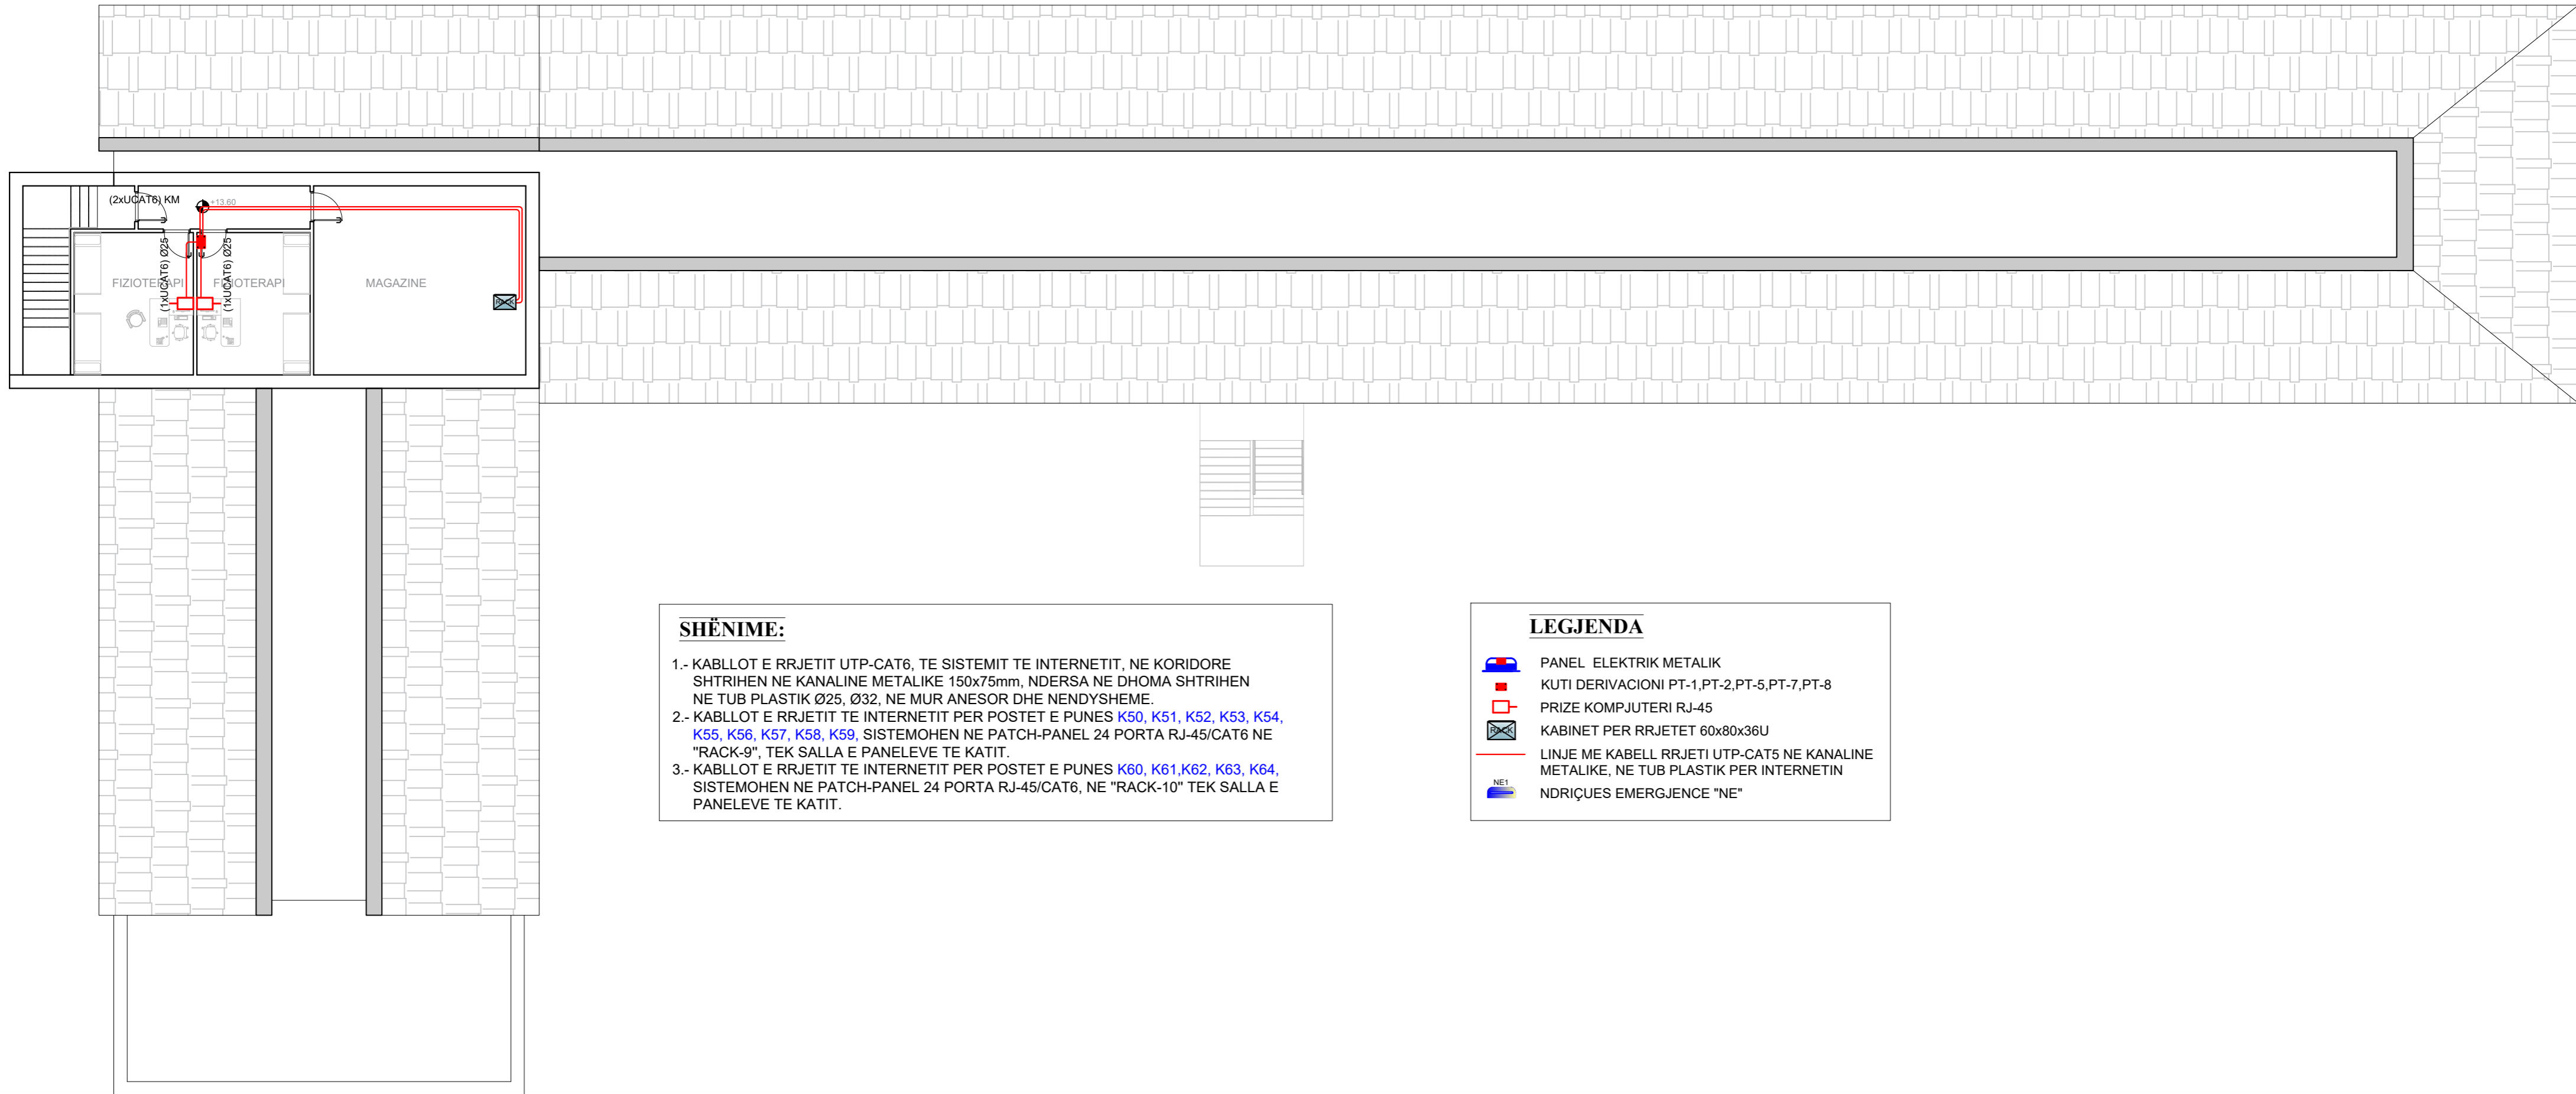 (2xUCAT6) KM
+13.60
(1xUCAT6) Ø25
(1xUCAT6) Ø25
FIZIOTERAPI
FIZIOTERAPI
MAGAZINE
RACK
SHËNIME:
1.- KABLLOT E RRJETIT UTP-CAT6, TE SISTEMIT TE INTERNETIT, NE KORIDORE
SHTRIHEN NE KANALINE METALIKE 150x75mm, NDERSA NE DHOMA SHTRIHEN
NE TUB PLASTIK Ø25, Ø32, NE MUR ANESOR DHE NENDYSHEME.
2.- KABLLOT E RRJETIT TE INTERNETIT PER POSTET E PUNES K50, K51, K52, K53, K54,
K55, K56, K57, K58, K59, SISTEMOHEN NE PATCH-PANEL 24 PORTA RJ-45/CAT6 NE
"RACK-9", TEK SALLA E PANELEVE TE KATIT.
3.- KABLLOT E RRJETIT TE INTERNETIT PER POSTET E PUNES K60, K61,K62, K63, K64,
SISTEMOHEN NE PATCH-PANEL 24 PORTA RJ-45/CAT6, NE "RACK-10" TEK SALLA E
PANELEVE TE KATIT.
LEGJENDA
PANEL ELEKTRIK METALIK
KUTI DERIVACIONI PT-1,PT-2,PT-5,PT-7,PT-8
PRIZE KOMPJUTERI RJ-45
RACK
KABINET PER RRJETET 60x80x36U
LINJE ME KABELL RRJETI UTP-CAT5 NE KANALINE
METALIKE, NE TUB PLASTIK PER INTERNETIN
NE1
NDRIÇUES EMERGJENCE "NE"